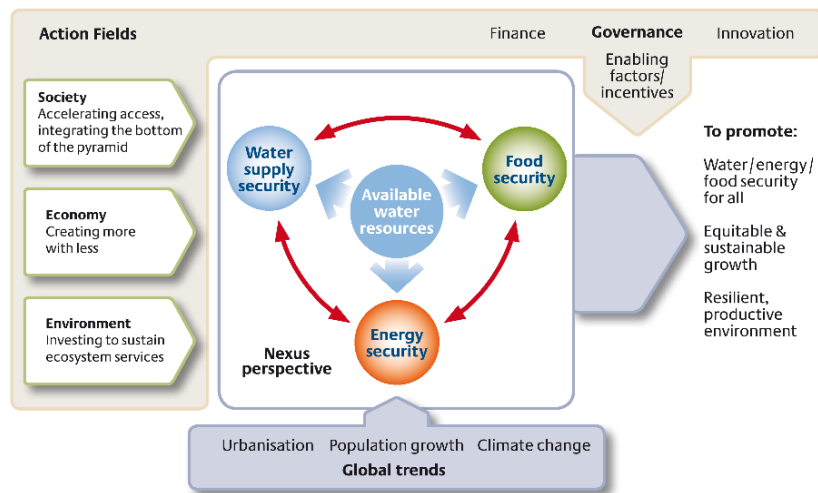 Action Fields
Finance
Governance
Innovation
Enabling
factors/
incentives
Society
Accelerating access,
integrating the bottom
of the pyramid
Economy
Creating more
with less
Environment
Investing to sustain
ecosystem services
Water
supply
security
Food
security
Available
water
resources
Energy
security
Nexus
perspective
To promote:
Water/energy/
food security
for all
Equitable &
sustainable
growth
Resilient,
productive
environment
Urbanisation
Population growth
Climate change
Global trends